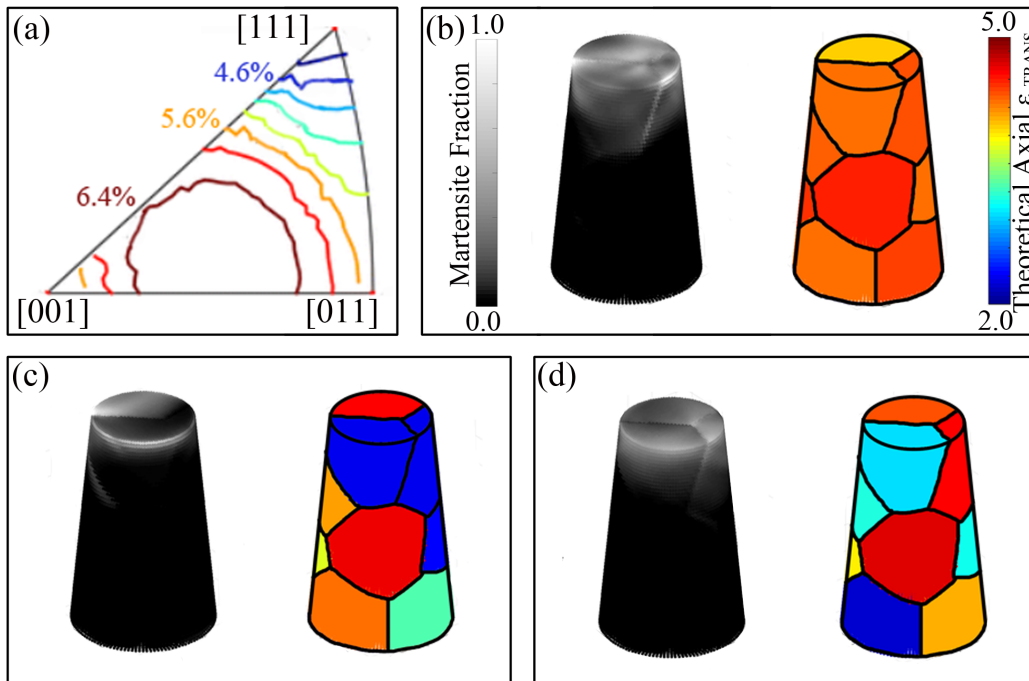 (a)
[111]
4.6%
5.6%
6.4%
[001]
[011]
(b)
1.0
Martensite Fraction
0.0
5.0
Theoretical Axial ε TRANS
2.0
(c)
(d)